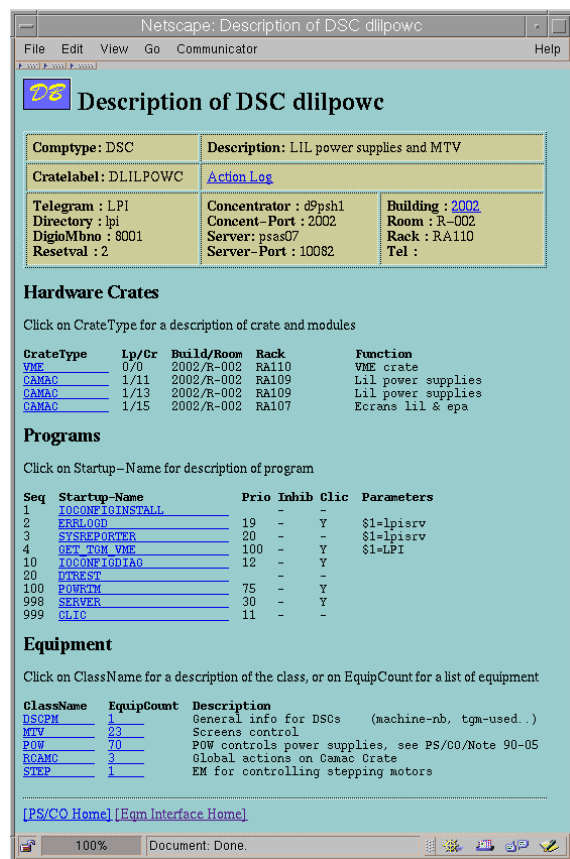 Netscape: Description of DSC dlilpowc
File Edit View Go Communicator Help
DB Description of DSC dlilpowc
Comptype: DSC Description: LIL power supplies and MTV
Cratelabel: DLILPOWC Action Log
Telegram : LPI Concentrator : d9psh1 Building : 2002
Directory : lpi Concent-Port : 2002 Room : R-002
DigioMbno : 8001 Server: psas07 Rack : RA110
Resetval : 2 Server-Port : 10082 Tel :
Hardware Crates
Click on CrateType for a description of crate and modules
CrateType Lp/Cr Build/Room Rack Function
VME 0/0 2002/R-002 RA110 VME crate
CAMAC 1/11 2002/R-002 RA109 Lil power supplies
CAMAC 1/13 2002/R-002 RA109 Lil power supplies
CAMAC 1/15 2002/R-002 RA107 Ecrans lil & epa
Programs
Click on Startup-Name for description of program
Seq Startup-Name Prio Inhib Clic Parameters
1 IOCONFIGINSTALL - -
2 ERRLOGD 19 - Y $1=lpisrv
3 SYSREPORTER 20 - - $1=lpisrv
4 GET_TGM_VME 100 - Y $1=LPI
10 IOCONFIGDIAG 12 - Y
20 DTREST - -
100 POWRTM 75 - Y
998 SERVER 30 - Y
999 CLIC 11 - -
Equipment
Click on ClassName for a description of the class, or on EquipCount for a list of equipment
ClassName EquipCount Description
DSCPM 1 General info for DSCs (machine-nb, tgm-used..)
MTV 23 Screens control
POW 70 POW controls power supplies, see PS/CO/Note 90-05
RCAMC 3 Global actions on Camac Crate
STEP 1 EM for controlling stepping motors
[PS/CO Home] [Eqm Interface Home]
100% Document: Done.